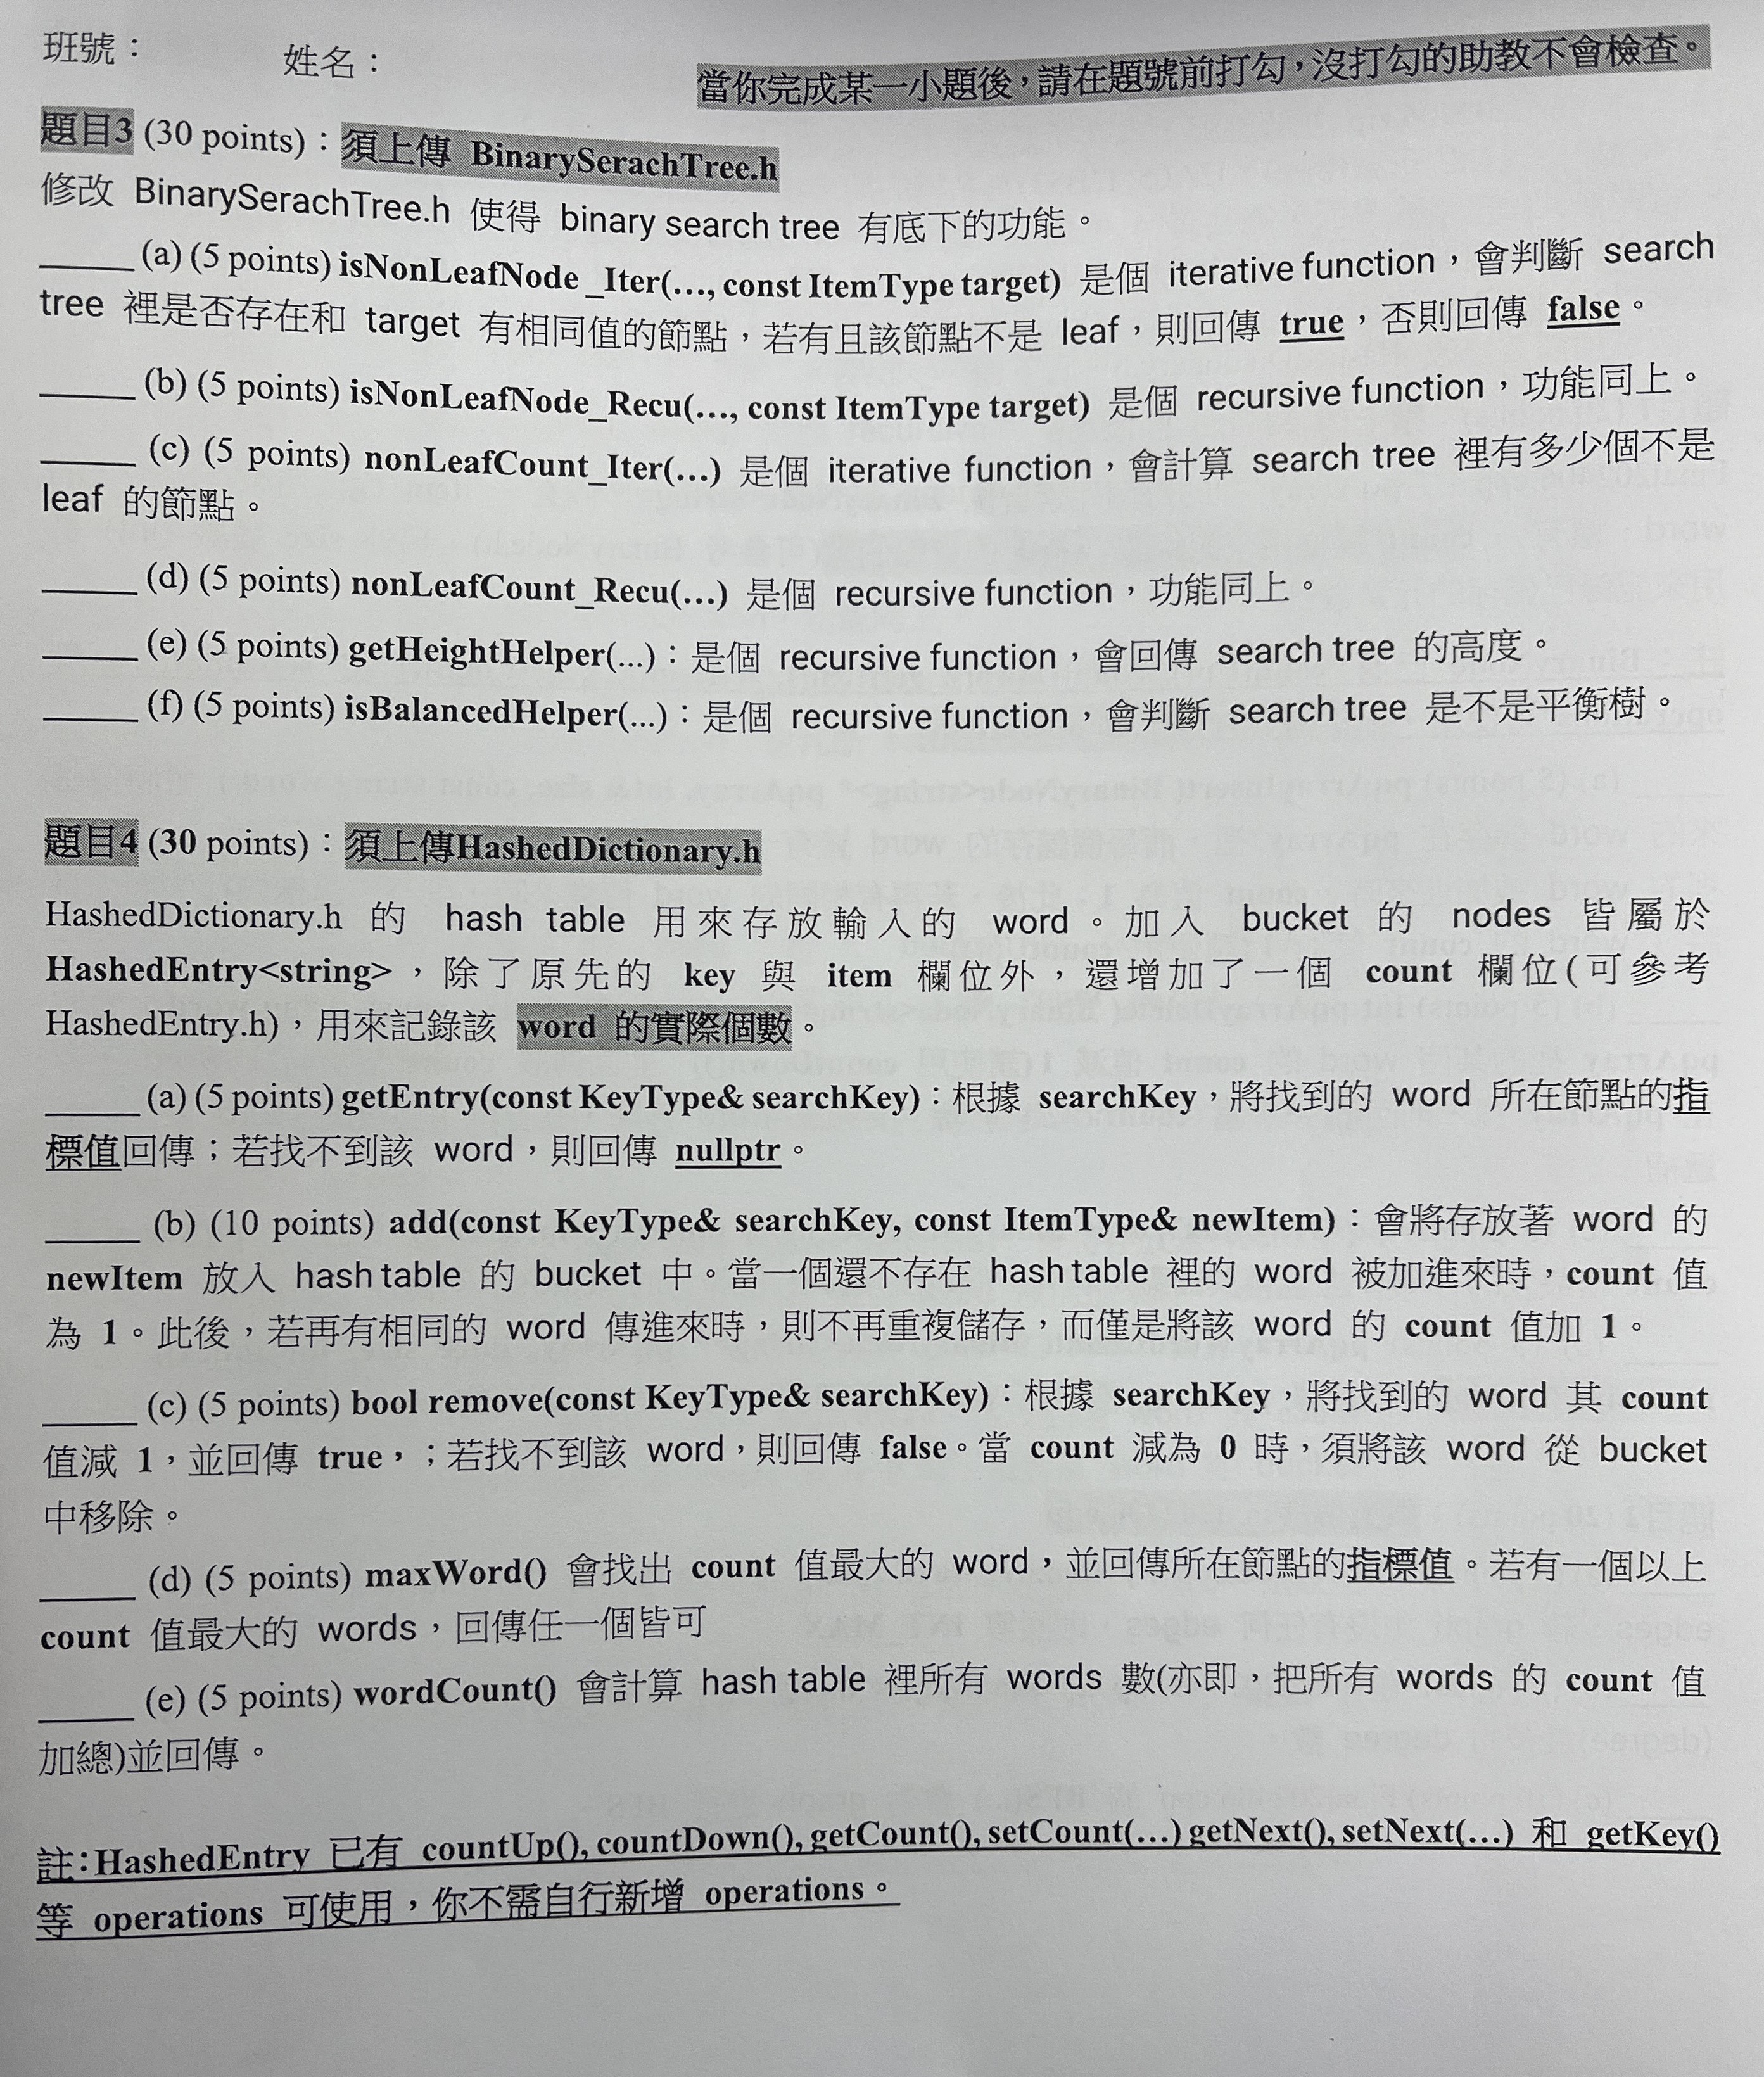 班號：　　　　姓名：　　　　當你完成某一小題後，請在題號前打勾，沒打勾的助教不會檢查。
題目3 (30 points)：須上傳 BinarySerachTree.h
修改 BinarySerachTree.h 使得 binary search tree 有底下的功能。
_____(a) (5 points) isNonLeafNode _Iter(..., const ItemType target) 是個 iterative function，會判斷 search
tree 裡是否存在和 target 有相同值的節點，若有且該節點不是 leaf，則回傳 true，否則回傳 false。
_____(b) (5 points) isNonLeafNode_Recu(..., const ItemType target) 是個 recursive function，功能同上。
_____(c) (5 points) nonLeafCount_Iter(...) 是個 iterative function，會計算 search tree 裡有多少個不是
leaf 的節點。
_____(d) (5 points) nonLeafCount_Recu(...) 是個 recursive function，功能同上。
_____(e) (5 points) getHeightHelper(...)：是個 recursive function，會回傳 search tree 的高度。
_____(f) (5 points) isBalancedHelper(...)：是個 recursive function，會判斷 search tree 是不是平衡樹。
題目4 (30 points)：須上傳HashedDictionary.h
HashedDictionary.h 的 hash table 用來存放輸入的 word。加入 bucket 的 nodes 皆屬於
HashedEntry<string>，除了原先的 key 與 item 欄位外，還增加了一個 count 欄位(可參考
HashedEntry.h)，用來記錄該 word 的實際個數。
_____(a) (5 points) getEntry(const KeyType& searchKey)：根據 searchKey，將找到的 word 所在節點的指
標值回傳；若找不到該 word，則回傳 nullptr。
_____(b) (10 points) add(const KeyType& searchKey, const ItemType& newItem)：會將存放著 word 的
newItem 放入 hash table 的 bucket 中。當一個還不存在 hash table 裡的 word 被加進來時，count 值
為 1。此後，若再有相同的 word 傳進來時，則不再重複儲存，而僅是將該 word 的 count 值加 1。
_____(c) (5 points) bool remove(const KeyType& searchKey)：根據 searchKey，將找到的 word 其 count
值減 1，並回傳 true，；若找不到該 word，則回傳 false。當 count 減為 0 時，須將該 word 從 bucket
中移除。
_____(d) (5 points) maxWord() 會找出 count 值最大的 word，並回傳所在節點的指標值。若有一個以上
count 值最大的 words，回傳任一個皆可
_____(e) (5 points) wordCount() 會計算 hash table 裡所有 words 數(亦即，把所有 words 的 count 值
加總)並回傳。
註：HashedEntry 已有 countUp(), countDown(), getCount(), setCount(...) getNext(), setNext(...) 和 getKey()
等 operations 可使用，你不需自行新增 operations。